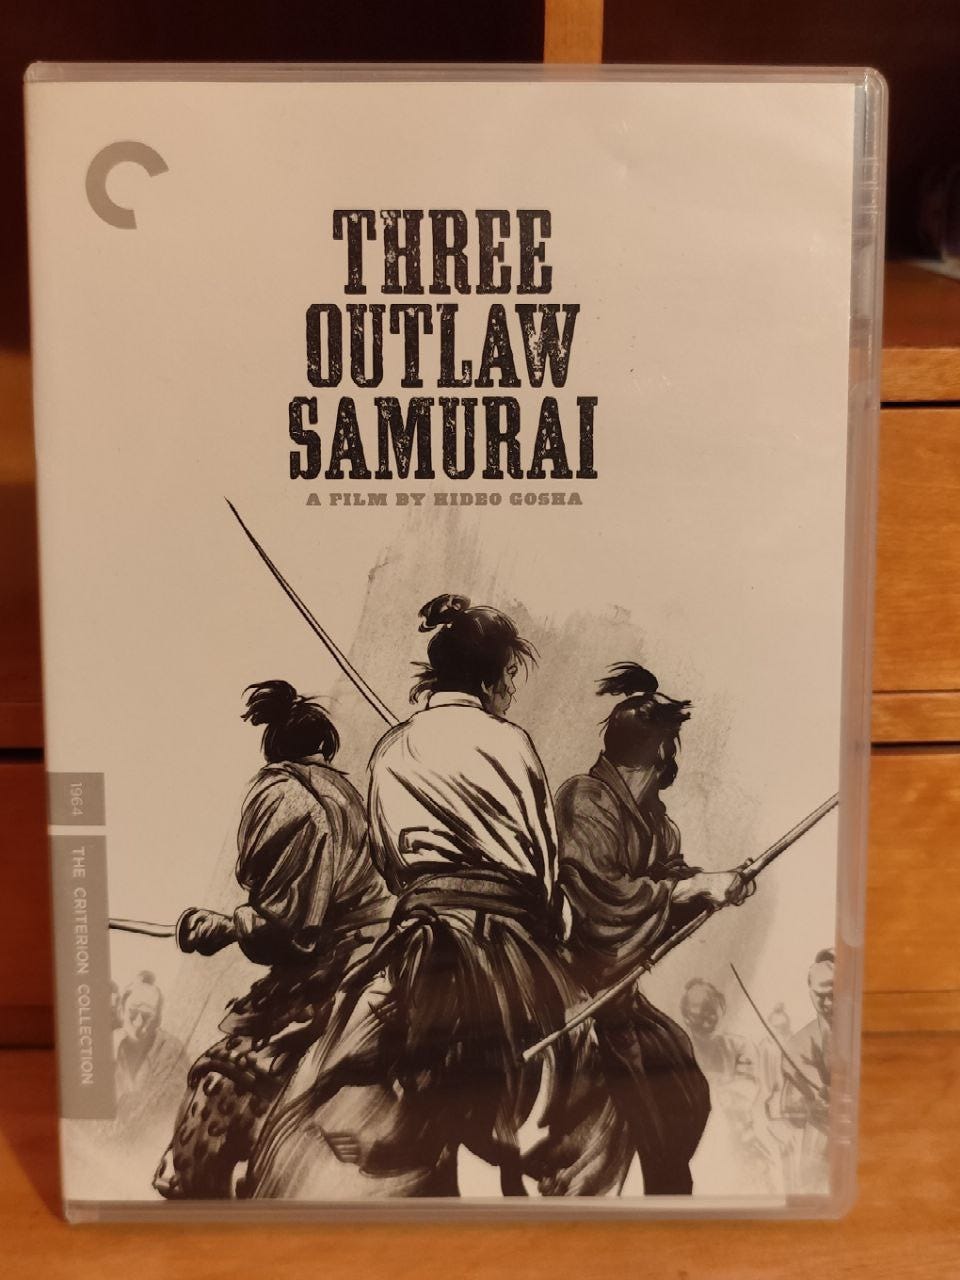 THREE
OUTLAW
SAMURAI
A FILM BY HIDEO GOSHA
1964
THE CRITERION COLLECTION